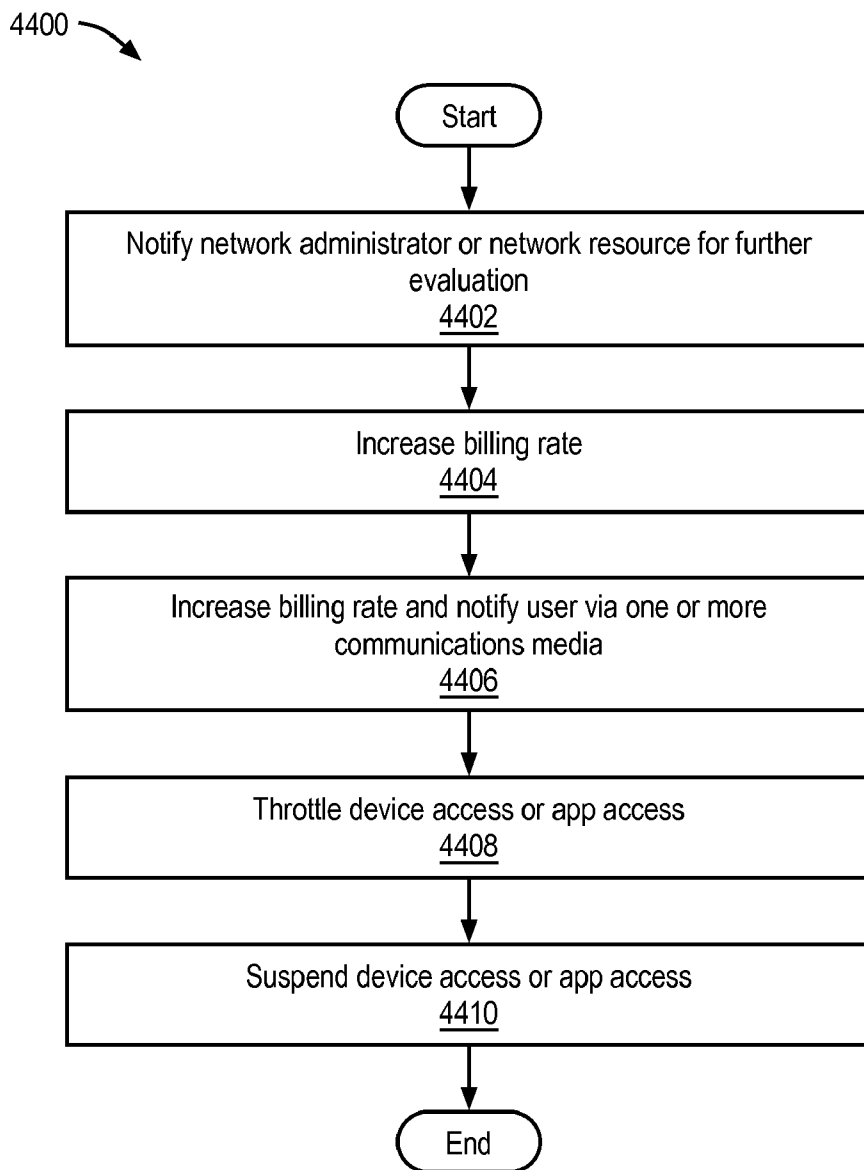 4400
Start
Notify network administrator or network resource for further
evaluation
4402
Increase billing rate
4404
Increase billing rate and notify user via one or more
communications media
4406
Throttle device access or app access
4408
Suspend device access or app access
4410
End